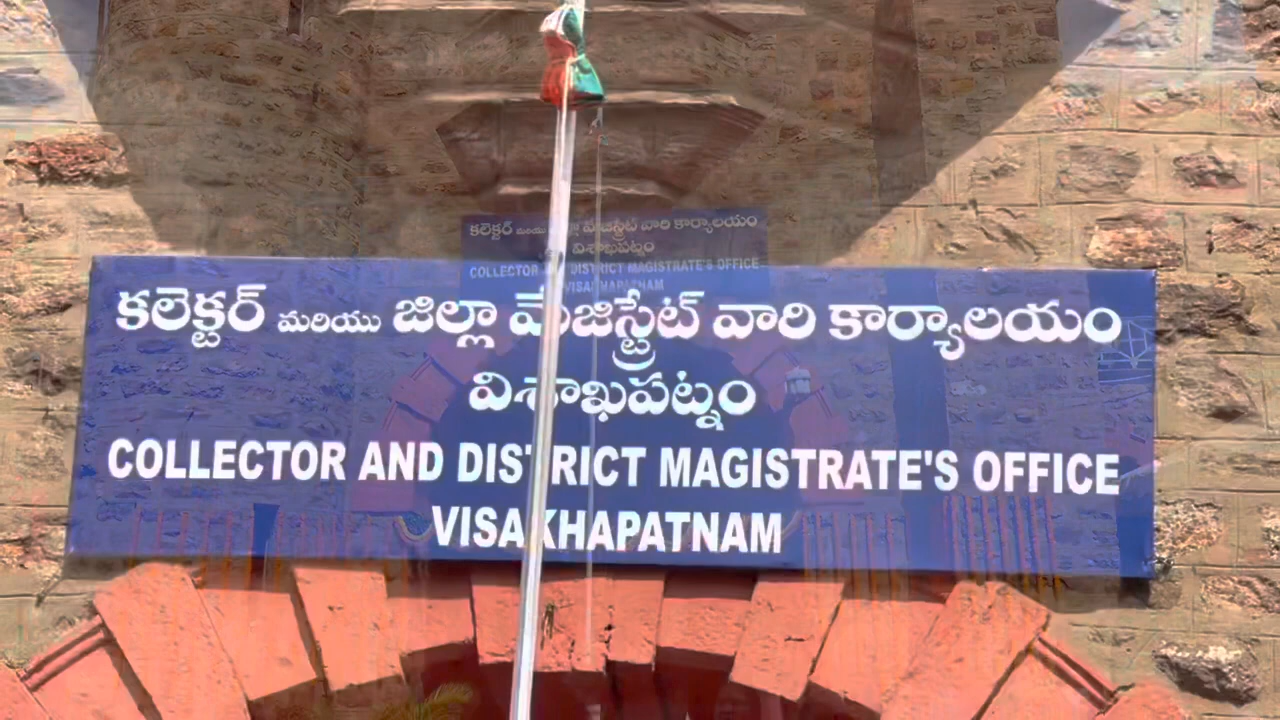 కలెక్టర్ మరియు జిల్లా మేజిస్ట్రేట్ వారి కార్యాలయం
విశాఖపట్నం
COLLECTOR AND DISTRICT MAGISTRATE'S OFFICE
VISAKHAPATNAM